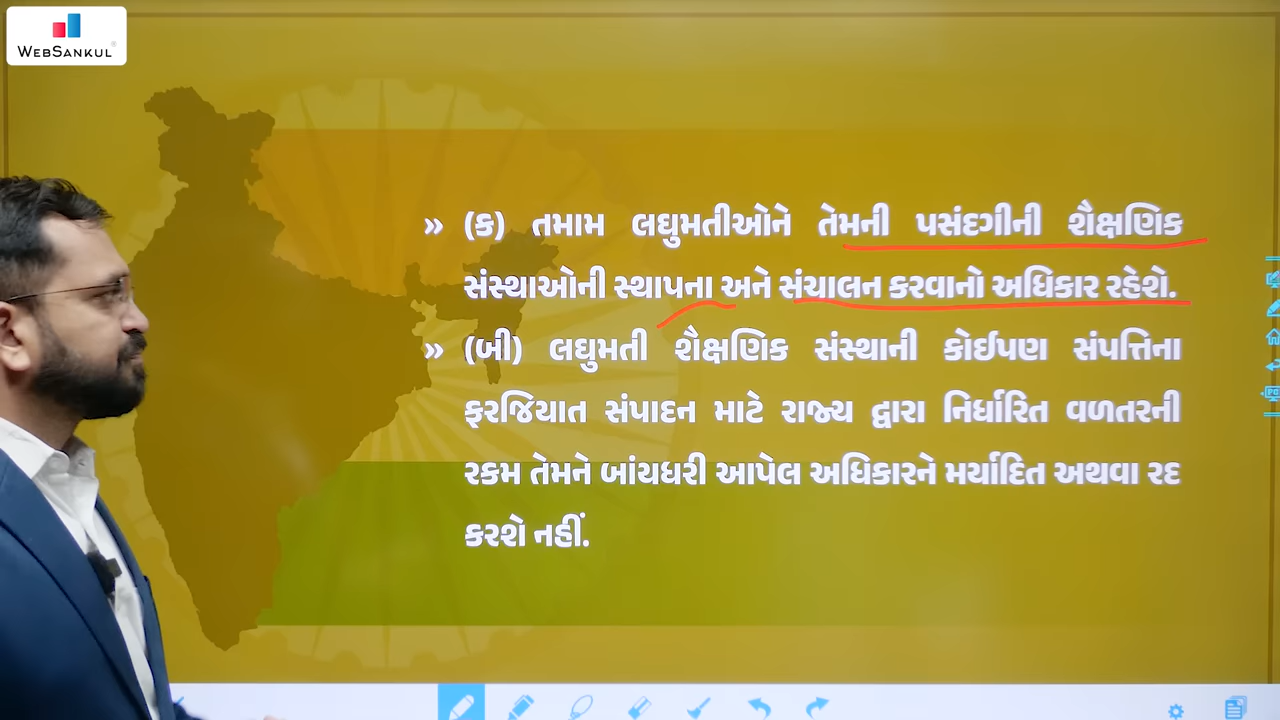 WEBSANKUL
» (ક) તમામ લઘુમતીઓને તેમની પસંદગીની શૈક્ષણિક
સંસ્થાઓની સ્થાપના અને સંચાલન કરવાનો અધિકાર રહેશે.
» (બી) લઘુમતી શૈક્ષણિક સંસ્થાની કોઈપણ સંપત્તિના
ફરજિયાત સંપાદન માટે રાજ્ય દ્વારા નિર્ધારિત વળતરની
રકમ તેમને બાંયધરી આપેલ અધિકારને મર્યાદિત અથવા રદ
કરશે નહીં.